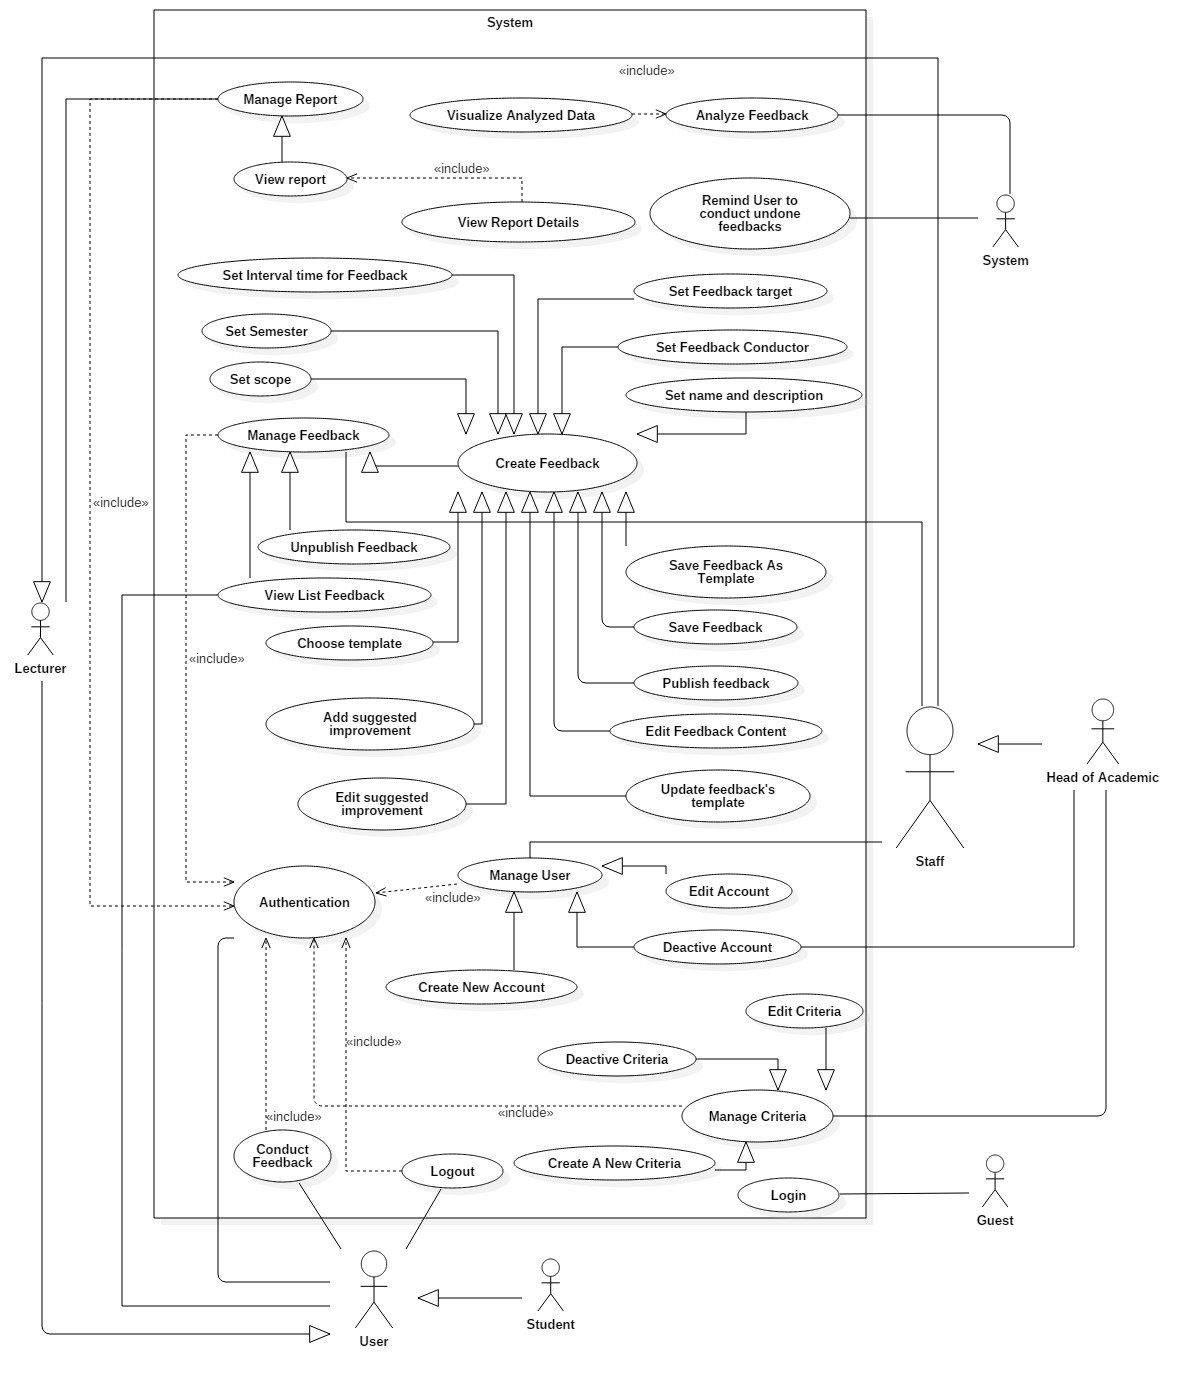 System
«include»
Manage Report
Visualize Analyzed Data
Analyze Feedback
«include»
View report
View Report Details
Remind User to
conduct undone
feedbacks
System
Set Interval time for Feedback
Set Feedback target
Set Semester
Set Feedback Conductor
Set scope
Set name and description
Manage Feedback
Create Feedback
«include»
Unpublish Feedback
Save Feedback As
Template
View List Feedback
Save Feedback
Choose template
«include»
Lecturer
Publish feedback
Add suggested
improvement
Edit Feedback Content
Edit suggested
improvement
Update feedback's
template
Head of Academic
Staff
Manage User
Edit Account
«include»
Authentication
Deactive Account
Create New Account
Edit Criteria
«include»
Deactive Criteria
«include»
«include»
Manage Criteria
Conduct
Feedback
Logout
Create A New Criteria
Login
Guest
Student
User